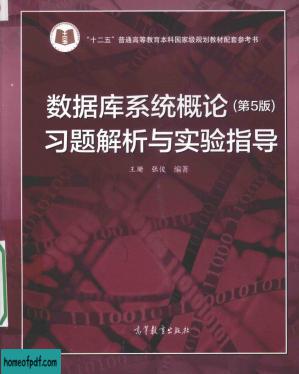 "十二五"普通高等教育本科国家级规划教材配套参考书
数据库系统概论(第5版)
习题解析与实验指导
王珊 张俊 编著
高等教育出版社
homeofpdf.com